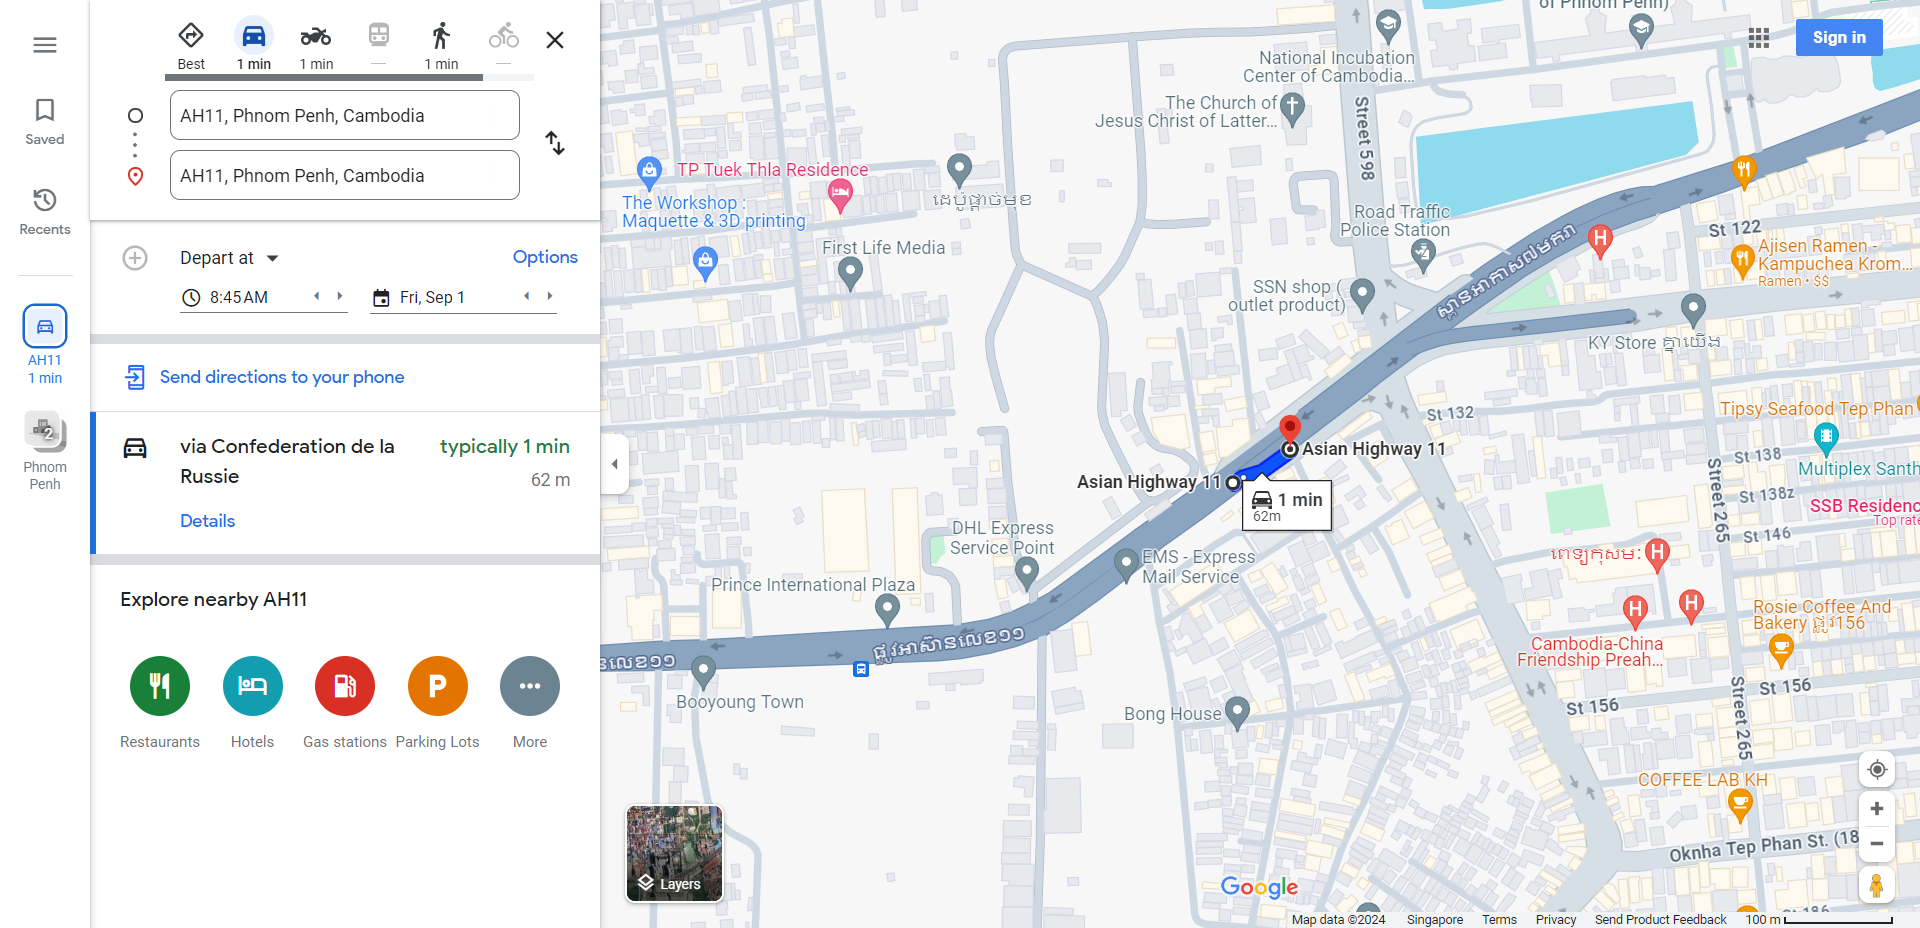 Best
1 min
1 min
—
1 min
—
Saved
Recents
AH11
1 min
2
Phnom
Penh
AH11, Phnom Penh, Cambodia
AH11, Phnom Penh, Cambodia
Depart at
Options
8:45 AM
Fri, Sep 1
Send directions to your phone
via Confederation de la
Russie
typically 1 min
62 m
Details
Explore nearby AH11
Restaurants
Hotels
Gas stations
P
Parking Lots
More
Layers
of Phnom Penh)
Sign in
National Incubation
Center of Cambodia...
The Church of
Jesus Christ of Latter...
Street 598
TP Tuek Thla Residence
The Workshop :
Maquette & 3D printing
ដេប៉ូផ្តាច់មុខ
First Life Media
Road Traffic
Police Station
SSN shop (
outlet product)
ស្ពានអាកាស៧មករា
H
St 122
Ajisen Ramen -
Kampuchea Krom...
Ramen • $$
KY Store គ្នាយើង
St 132
Tipsy Seafood Tep Phan
St 138
Multiplex Santh
St 138z
SSB Residenc
Top rate
St 146
Street 265
Asian Highway 11
Asian Highway 11
1 min
62m
DHL Express
Service Point
EMS - Express
Mail Service
Prince International Plaza
ផ្លូវអាស៊ានលេខ១១
នលេខ១១
Booyoung Town
Bong House
ពេទ្យកុសមៈ
H
H
H
Cambodia-China
Friendship Preah...
Rosie Coffee And
Bakery ផ្លូវ156
St 156
St 156
Street 265
COFFEE LAB KH
Oknha Tep Phan St. (18
Google
Map data ©2024
Singapore
Terms
Privacy
Send Product Feedback
100 m